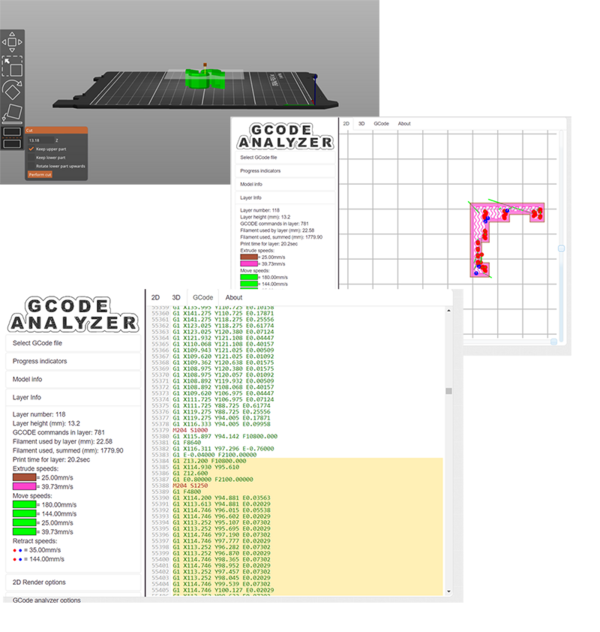 Cut
13.16
Z
Keep upper part
Keep lower part
Rotate lower part upwards
Perform cut
GCODE
ANALYZER
2D 3D GCode About
Select GCode file
Progress indicators
Model info
Layer Info
Layer number: 118
Layer height (mm): 13.2
GCODE commands in layer: 781
Filament used by layer (mm): 22.58
Filament used, summed (mm): 1779.90
Print time for layer: 20.2sec
Extrude speeds:
= 25.00mm/s
= 39.73mm/s
Move speeds:
= 180.00mm/s
= 144.00mm/s
GCODE
ANALYZER
2D 3D GCode About
Select GCode file
Progress indicators
Model info
Layer Info
Layer number: 118
Layer height (mm): 13.2
GCODE commands in layer: 781
Filament used by layer (mm): 22.58
Filament used, summed (mm): 1779.90
Print time for layer: 20.2sec
Extrude speeds:
= 25.00mm/s
= 39.73mm/s
Move speeds:
= 180.00mm/s
= 144.00mm/s
= 25.00mm/s
= 39.73mm/s
Retract speeds:
= 35.00mm/s
= 144.00mm/s
2D Render options
GCode analyzer options
55360 G1 X141.275 Y110.725 E0.17871
55361 G1 X141.275 Y118.275 E0.25556
55362 G1 X123.025 Y118.275 E0.61774
55363 G1 X123.025 Y120.380 E0.07124
55364 G1 X121.932 Y121.108 E0.04447
55365 G1 X110.068 Y121.108 E0.40157
55366 G1 X109.943 Y121.025 E0.00509
55367 G1 X109.620 Y121.025 E0.01092
55368 G1 X109.362 Y120.638 E0.01575
55369 G1 X108.975 Y120.380 E0.01575
55370 G1 X108.975 Y120.057 E0.01092
55371 G1 X108.892 Y119.932 E0.00509
55372 G1 X108.892 Y108.068 E0.40157
55373 G1 X109.620 Y106.975 E0.04447
55374 G1 X111.725 Y106.975 E0.07124
55375 G1 X111.725 Y88.725 E0.61774
55376 G1 X119.275 Y88.725 E0.25556
55377 G1 X119.275 Y94.005 E0.17871
55378 G1 X116.333 Y94.005 E0.09958
55379 M204 S1000
55380 G1 X115.897 Y94.142 F10800.000
55381 G1 F8640
55382 G1 X116.311 Y97.296 E-0.76000
55383 G1 E-0.04000 F2100.00000
55384 G1 Z13.200 F10800.000
55385 G1 X114.930 Y95.610
55386 G1 Z12.600
55387 G1 E0.80000 F2100.00000
55388 M204 S1250
55389 G1 F4800
55390 G1 X114.200 Y94.881 E0.03563
55391 G1 X113.613 Y94.881 E0.02029
55392 G1 X114.746 Y96.015 E0.05538
55393 G1 X114.746 Y96.602 E0.02029
55394 G1 X113.252 Y95.107 E0.07302
55395 G1 X113.252 Y95.695 E0.02029
55396 G1 X114.746 Y97.190 E0.07302
55397 G1 X114.746 Y97.777 E0.02029
55398 G1 X113.252 Y96.282 E0.07302
55399 G1 X113.252 Y96.870 E0.02029
55400 G1 X114.746 Y98.365 E0.07302
55401 G1 X114.746 Y98.952 E0.02029
55402 G1 X113.252 Y97.457 E0.07302
55403 G1 X113.252 Y98.045 E0.02029
55404 G1 X114.746 Y99.539 E0.07302
55405 G1 X114.746 Y100.127 E0.02029